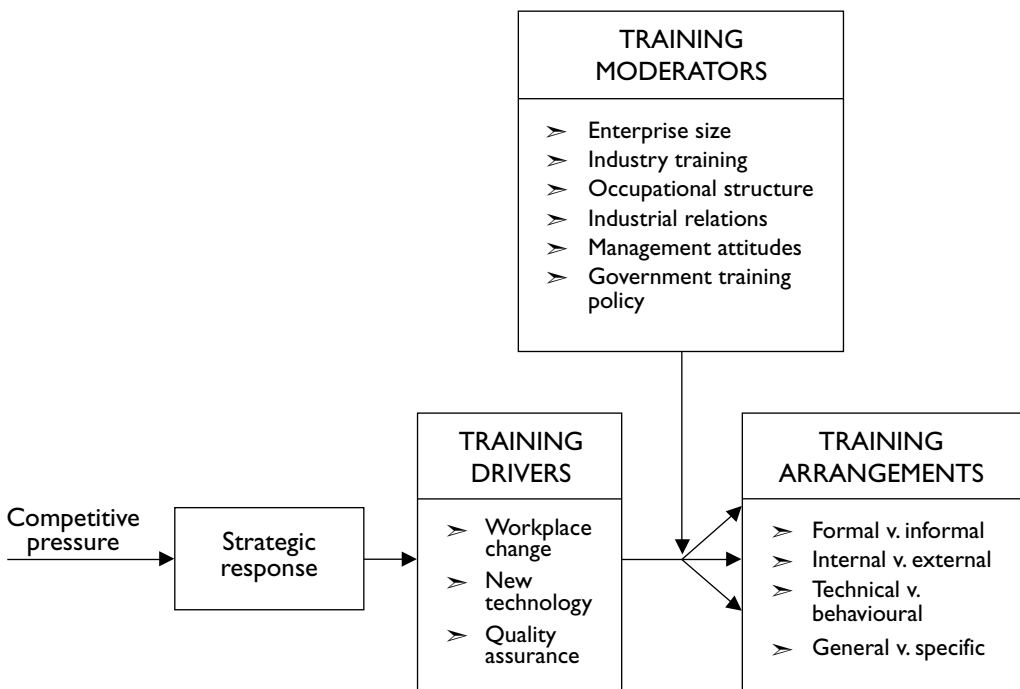 TRAINING
MODERATORS
➣ Enterprise size
➣ Industry training
➣ Occupational structure
➣ Industrial relations
➣ Management attitudes
➣ Government training
policy
Competitive
pressure
Strategic
response
TRAINING
DRIVERS
➣ Workplace
change
➣ New
technology
➣ Quality
assurance
TRAINING
ARRANGEMENTS
➣ Formal v. informal
➣ Internal v. external
➣ Technical v.
behavioural
➣ General v. specific